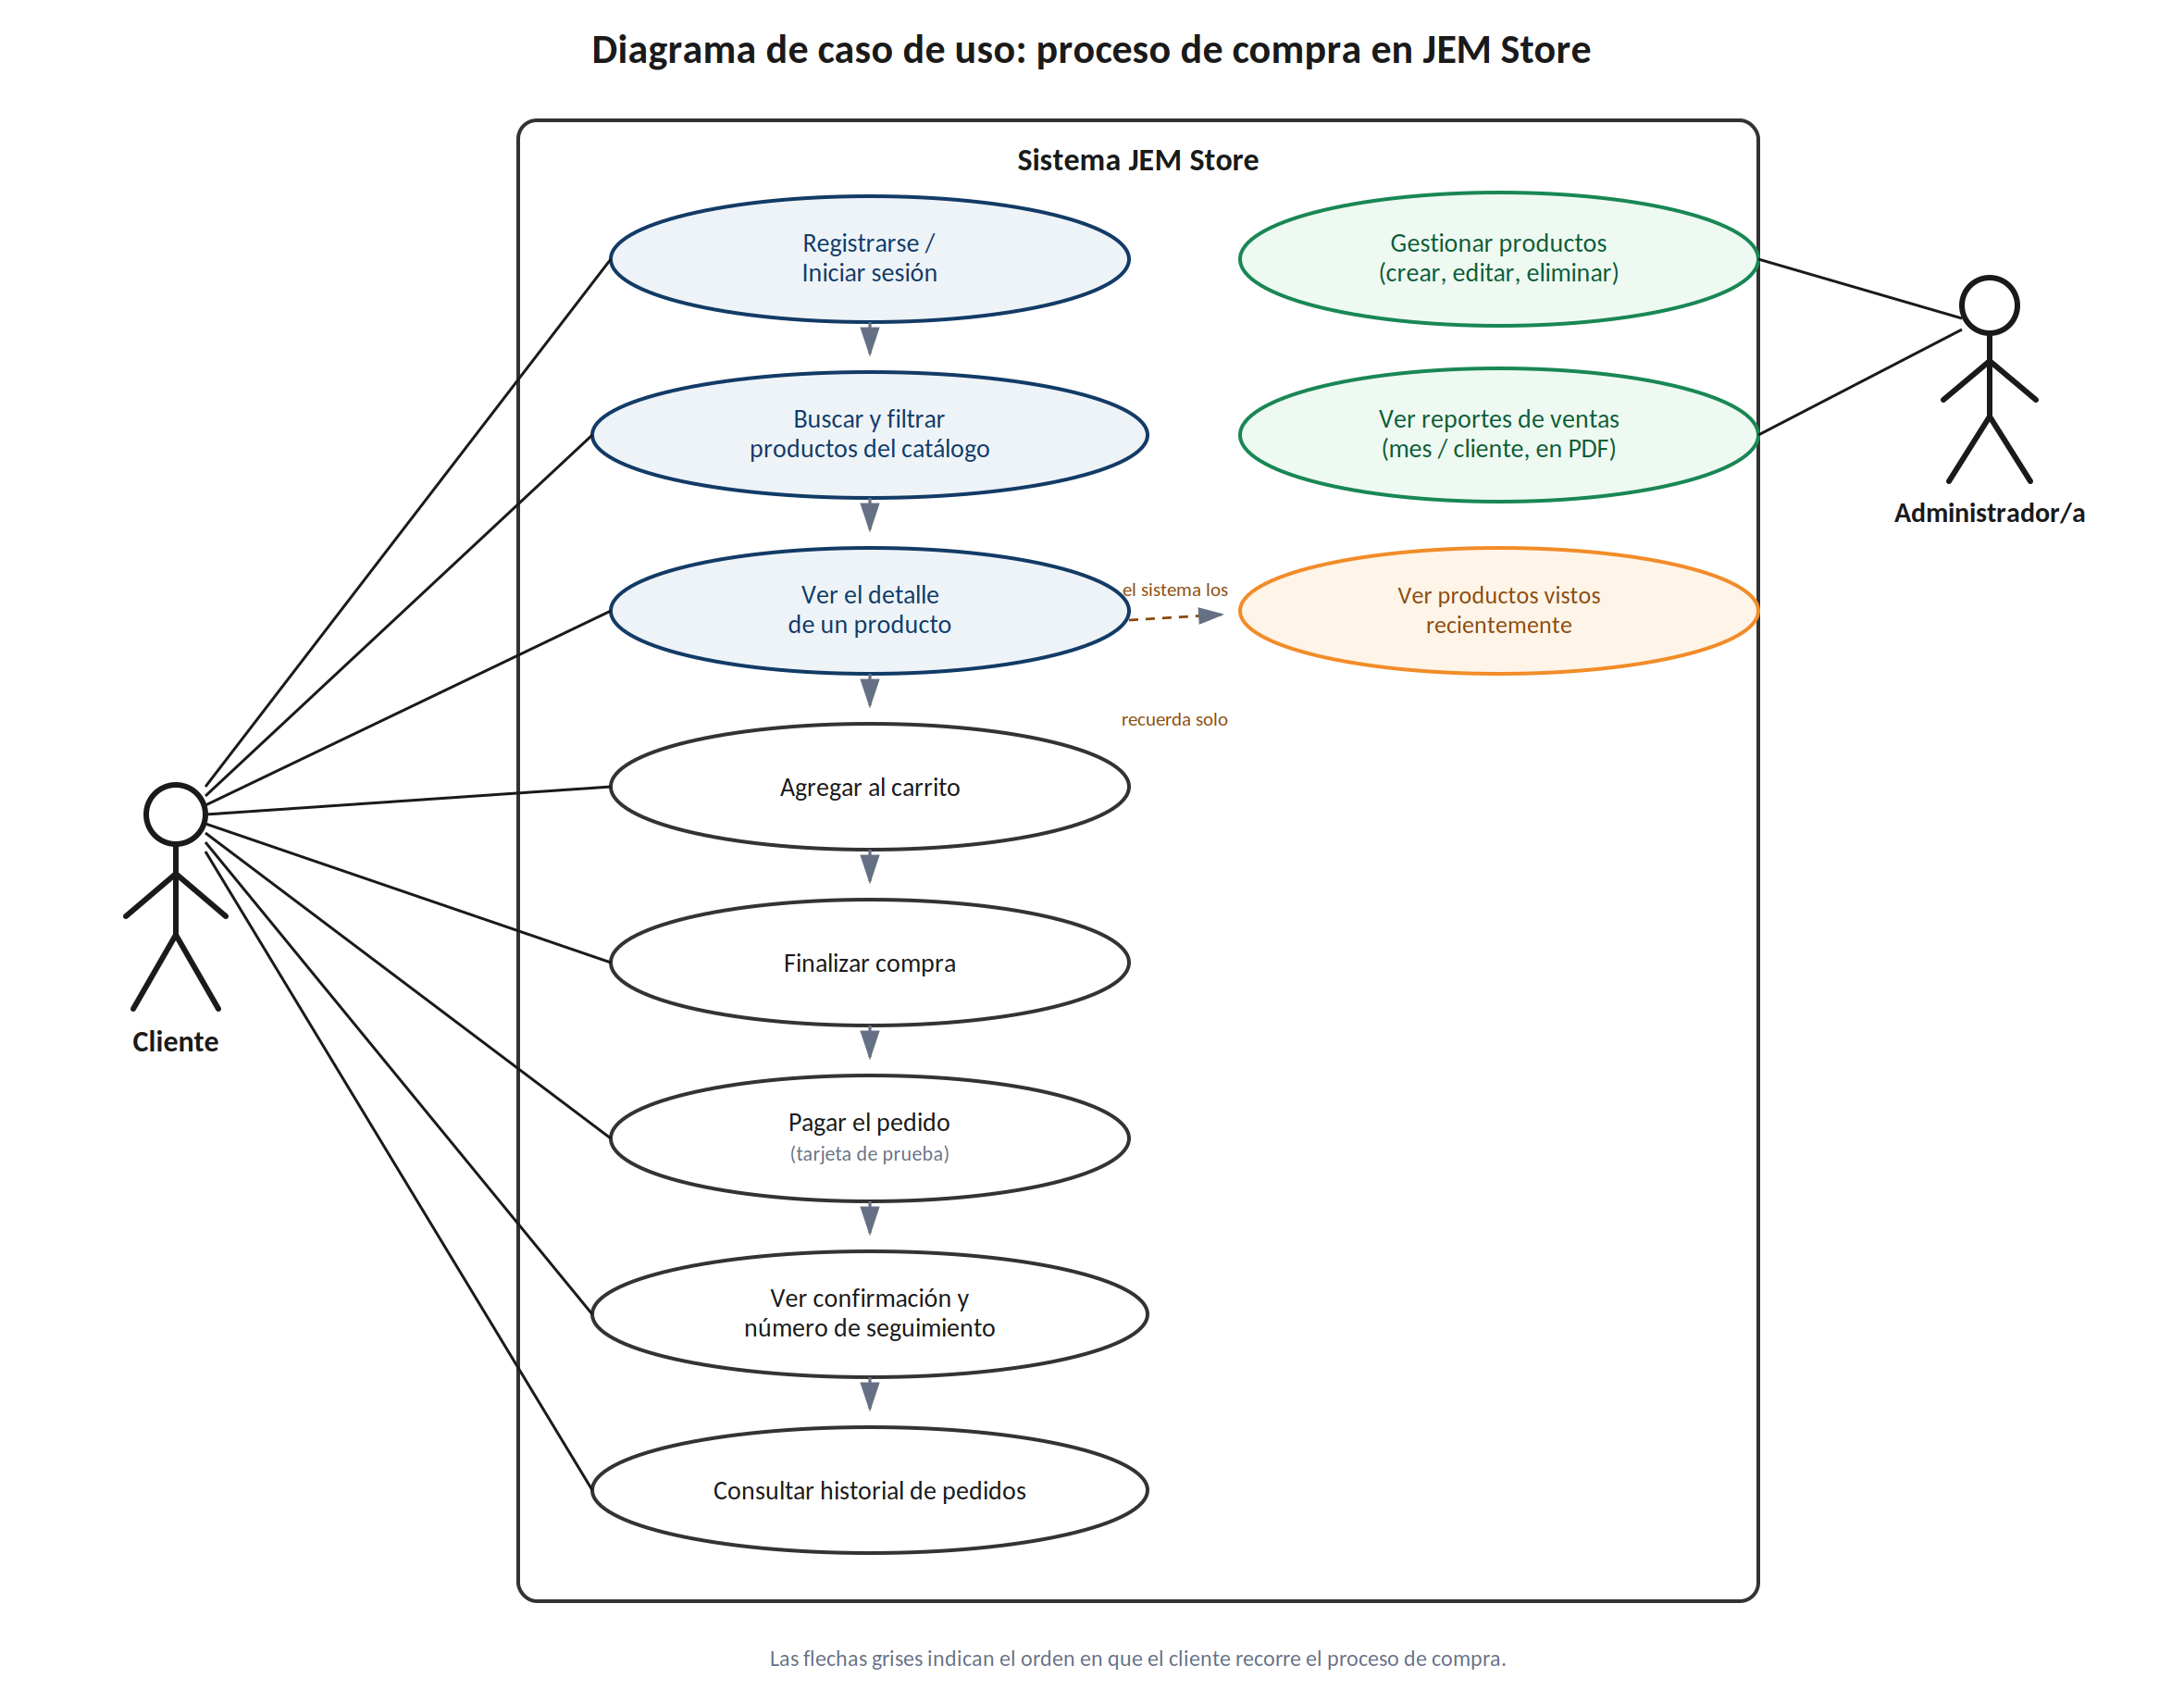 Diagrama de caso de uso: proceso de compra en JEM Store
Sistema JEM Store
Registrarse /
Iniciar sesión
Gestionar productos
(crear, editar, eliminar)
Buscar y filtrar
productos del catálogo
Ver reportes de ventas
(mes / cliente, en PDF)
Administrador/a
Ver el detalle
de un producto
el sistema los
recuerda solo
Ver productos vistos
recientemente
Agregar al carrito
Finalizar compra
Cliente
Pagar el pedido
(tarjeta de prueba)
Ver confirmación y
número de seguimiento
Consultar historial de pedidos
Las flechas grises indican el orden en que el cliente recorre el proceso de compra.